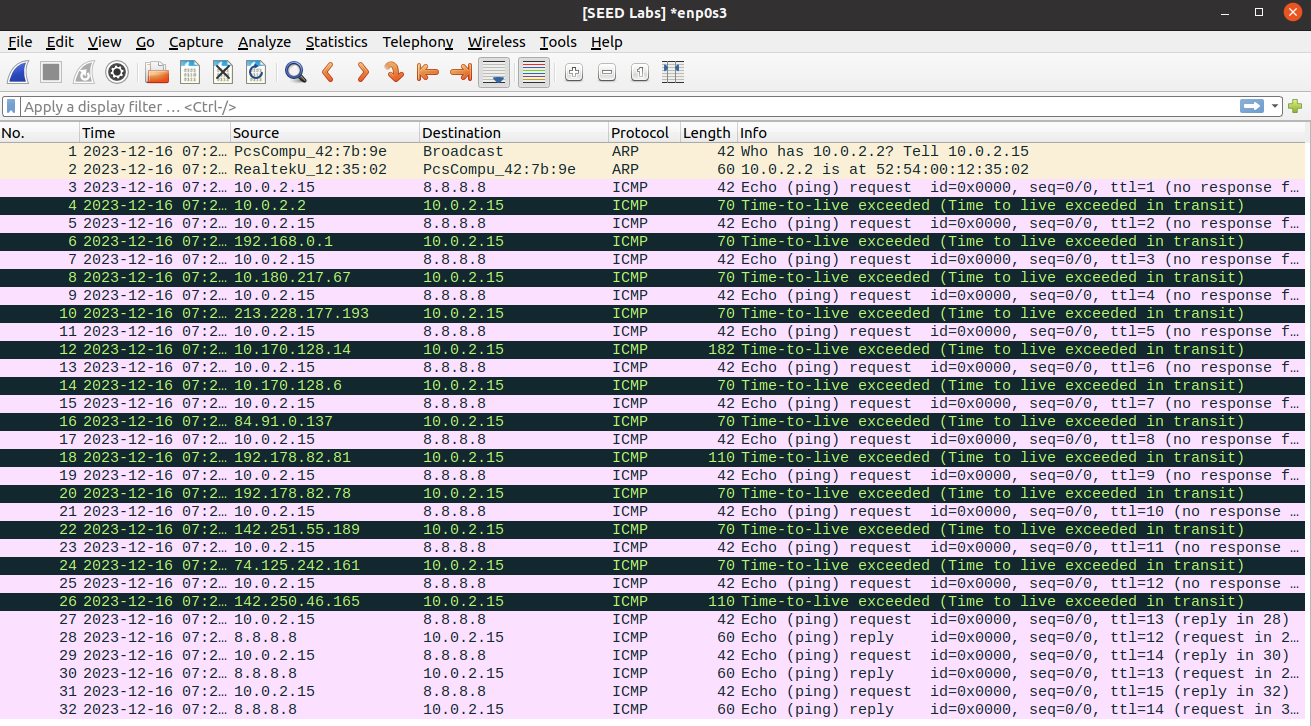 [SEED Labs] *enp0s3
File Edit View Go Capture Analyze Statistics Telephony Wireless Tools Help
Apply a display filter … <Ctrl-/>
No. Time Source Destination Protocol Length Info
1 2023-12-16 07:2… PcsCompu_42:7b:9e Broadcast ARP 42 Who has 10.0.2.2? Tell 10.0.2.15
2 2023-12-16 07:2… RealtekU_12:35:02 PcsCompu_42:7b:9e ARP 60 10.0.2.2 is at 52:54:00:12:35:02
3 2023-12-16 07:2… 10.0.2.15 8.8.8.8 ICMP 42 Echo (ping) request id=0x0000, seq=0/0, ttl=1 (no response f…
4 2023-12-16 07:2… 10.0.2.2 10.0.2.15 ICMP 70 Time-to-live exceeded (Time to live exceeded in transit)
5 2023-12-16 07:2… 10.0.2.15 8.8.8.8 ICMP 42 Echo (ping) request id=0x0000, seq=0/0, ttl=2 (no response f…
6 2023-12-16 07:2… 192.168.0.1 10.0.2.15 ICMP 70 Time-to-live exceeded (Time to live exceeded in transit)
7 2023-12-16 07:2… 10.0.2.15 8.8.8.8 ICMP 42 Echo (ping) request id=0x0000, seq=0/0, ttl=3 (no response f…
8 2023-12-16 07:2… 10.180.217.67 10.0.2.15 ICMP 70 Time-to-live exceeded (Time to live exceeded in transit)
9 2023-12-16 07:2… 10.0.2.15 8.8.8.8 ICMP 42 Echo (ping) request id=0x0000, seq=0/0, ttl=4 (no response f…
10 2023-12-16 07:2… 213.228.177.193 10.0.2.15 ICMP 70 Time-to-live exceeded (Time to live exceeded in transit)
11 2023-12-16 07:2… 10.0.2.15 8.8.8.8 ICMP 42 Echo (ping) request id=0x0000, seq=0/0, ttl=5 (no response f…
12 2023-12-16 07:2… 10.170.128.14 10.0.2.15 ICMP 182 Time-to-live exceeded (Time to live exceeded in transit)
13 2023-12-16 07:2… 10.0.2.15 8.8.8.8 ICMP 42 Echo (ping) request id=0x0000, seq=0/0, ttl=6 (no response f…
14 2023-12-16 07:2… 10.170.128.6 10.0.2.15 ICMP 70 Time-to-live exceeded (Time to live exceeded in transit)
15 2023-12-16 07:2… 10.0.2.15 8.8.8.8 ICMP 42 Echo (ping) request id=0x0000, seq=0/0, ttl=7 (no response f…
16 2023-12-16 07:2… 84.91.0.137 10.0.2.15 ICMP 70 Time-to-live exceeded (Time to live exceeded in transit)
17 2023-12-16 07:2… 10.0.2.15 8.8.8.8 ICMP 42 Echo (ping) request id=0x0000, seq=0/0, ttl=8 (no response f…
18 2023-12-16 07:2… 192.178.82.81 10.0.2.15 ICMP 110 Time-to-live exceeded (Time to live exceeded in transit)
19 2023-12-16 07:2… 10.0.2.15 8.8.8.8 ICMP 42 Echo (ping) request id=0x0000, seq=0/0, ttl=9 (no response f…
20 2023-12-16 07:2… 192.178.82.78 10.0.2.15 ICMP 70 Time-to-live exceeded (Time to live exceeded in transit)
21 2023-12-16 07:2… 10.0.2.15 8.8.8.8 ICMP 42 Echo (ping) request id=0x0000, seq=0/0, ttl=10 (no response …
22 2023-12-16 07:2… 142.251.55.189 10.0.2.15 ICMP 70 Time-to-live exceeded (Time to live exceeded in transit)
23 2023-12-16 07:2… 10.0.2.15 8.8.8.8 ICMP 42 Echo (ping) request id=0x0000, seq=0/0, ttl=11 (no response …
24 2023-12-16 07:2… 74.125.242.161 10.0.2.15 ICMP 70 Time-to-live exceeded (Time to live exceeded in transit)
25 2023-12-16 07:2… 10.0.2.15 8.8.8.8 ICMP 42 Echo (ping) request id=0x0000, seq=0/0, ttl=12 (no response …
26 2023-12-16 07:2… 142.250.46.165 10.0.2.15 ICMP 110 Time-to-live exceeded (Time to live exceeded in transit)
27 2023-12-16 07:2… 10.0.2.15 8.8.8.8 ICMP 42 Echo (ping) request id=0x0000, seq=0/0, ttl=13 (reply in 28)
28 2023-12-16 07:2… 8.8.8.8 10.0.2.15 ICMP 60 Echo (ping) reply id=0x0000, seq=0/0, ttl=12 (request in 2…
29 2023-12-16 07:2… 10.0.2.15 8.8.8.8 ICMP 42 Echo (ping) request id=0x0000, seq=0/0, ttl=14 (reply in 30)
30 2023-12-16 07:2… 8.8.8.8 10.0.2.15 ICMP 60 Echo (ping) reply id=0x0000, seq=0/0, ttl=13 (request in 2…
31 2023-12-16 07:2… 10.0.2.15 8.8.8.8 ICMP 42 Echo (ping) request id=0x0000, seq=0/0, ttl=15 (reply in 32)
32 2023-12-16 07:2… 8.8.8.8 10.0.2.15 ICMP 60 Echo (ping) reply id=0x0000, seq=0/0, ttl=14 (request in 3…